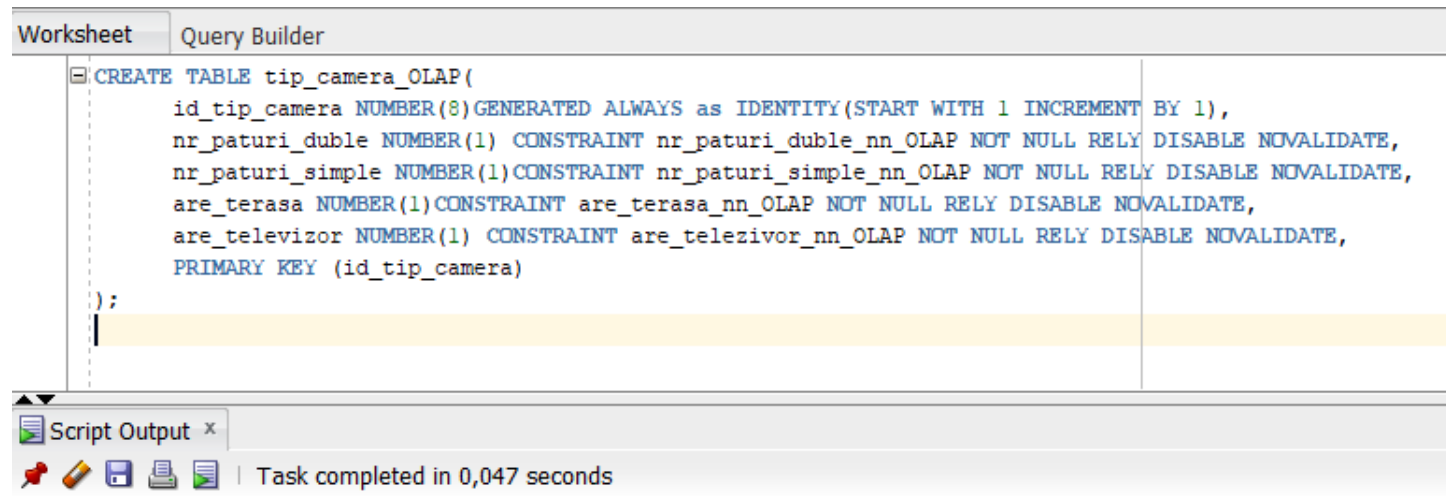 Worksheet Query Builder
CREATE TABLE tip_camera_OLAP(
id_tip_camera NUMBER(8)GENERATED ALWAYS as IDENTITY(START WITH 1 INCREMENT BY 1),
nr_paturi_duble NUMBER(1) CONSTRAINT nr_paturi_duble_nn_OLAP NOT NULL RELY DISABLE NOVALIDATE,
nr_paturi_simple NUMBER(1)CONSTRAINT nr_paturi_simple_nn_OLAP NOT NULL RELY DISABLE NOVALIDATE,
are_terasa NUMBER(1)CONSTRAINT are_terasa_nn_OLAP NOT NULL RELY DISABLE NOVALIDATE,
are_televizor NUMBER(1) CONSTRAINT are_telezivor_nn_OLAP NOT NULL RELY DISABLE NOVALIDATE,
PRIMARY KEY (id_tip_camera)
);
Script Output x
Task completed in 0,047 seconds